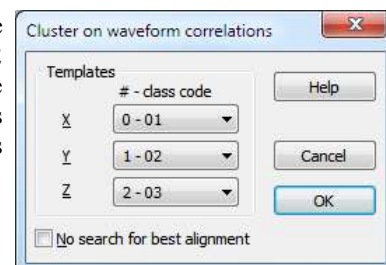 Cluster on waveform correlations
Templates
# - class code
X 0 - 01
Y 1 - 02
Z 2 - 03
Help
Cancel
OK
No search for best alignment